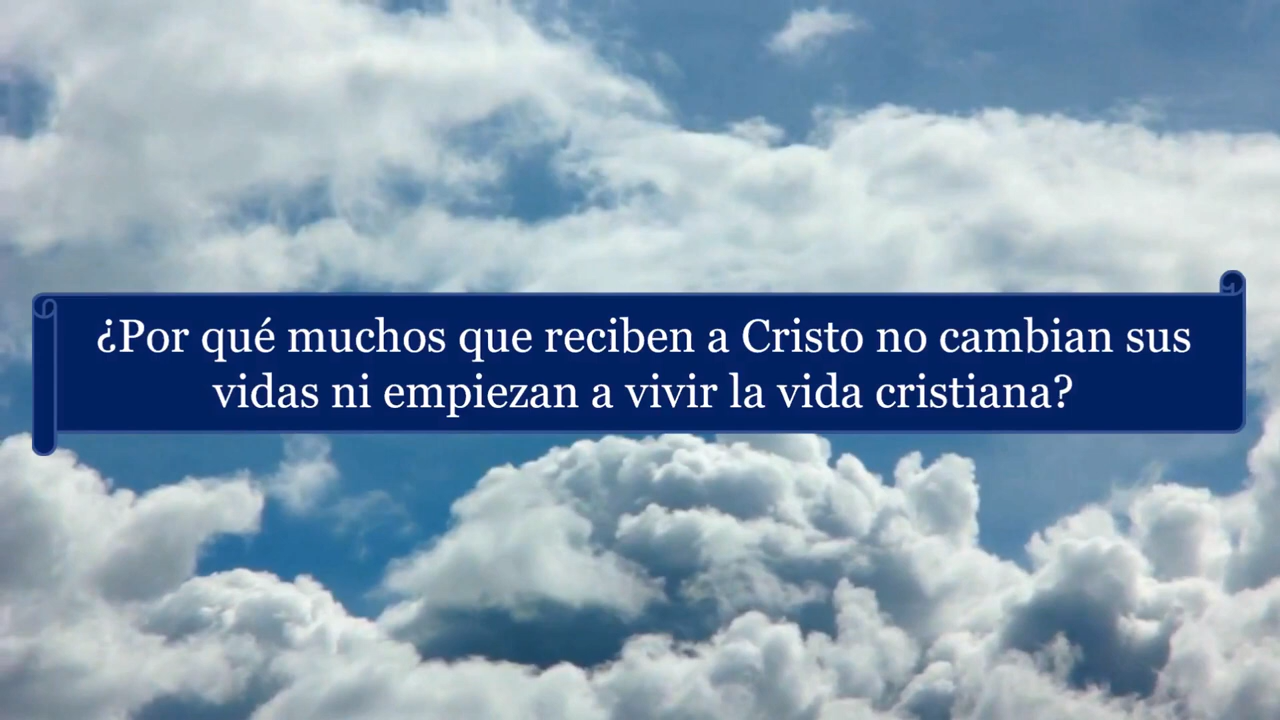 ¿Por qué muchos que reciben a Cristo no cambian sus
vidas ni empiezan a vivir la vida cristiana?